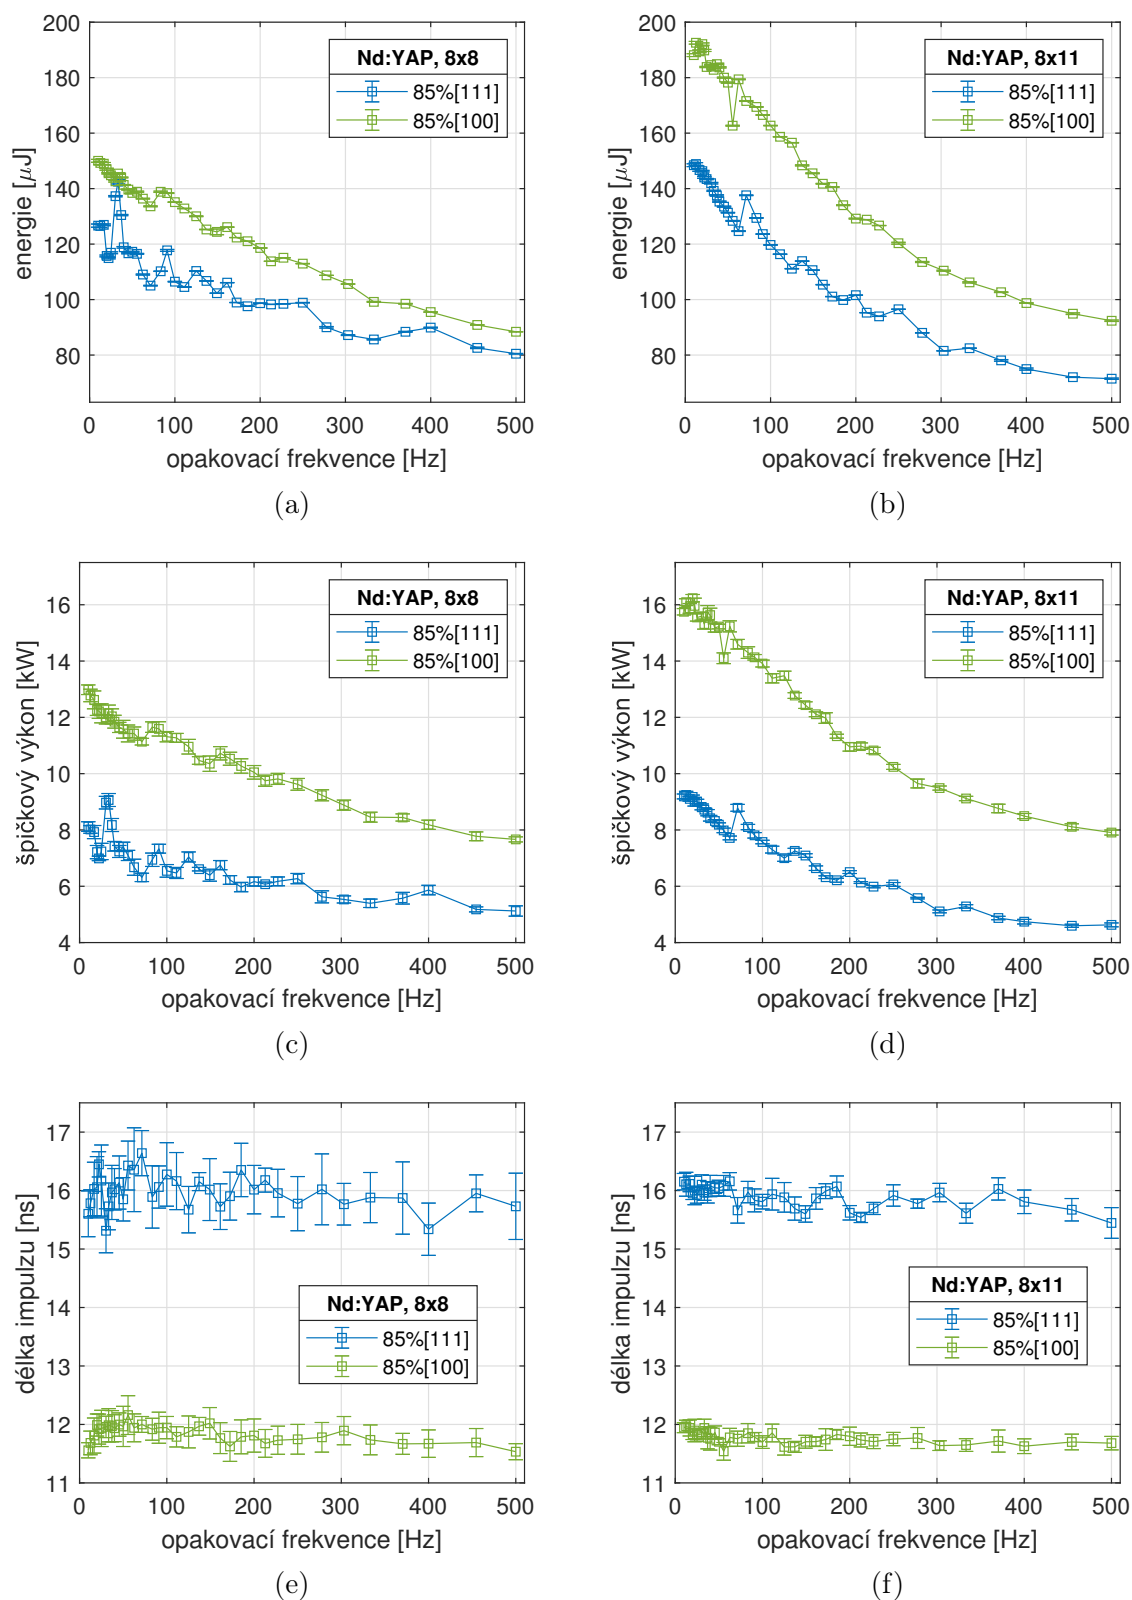 200
180
160
140
120
100
80
energie [μJ]
Nd:YAP, 8x8
85%[111]
85%[100]
0 100 200 300 400 500
opakovací frekvence [Hz]
(a)
200
180
160
140
120
100
80
energie [μJ]
Nd:YAP, 8x11
85%[111]
85%[100]
0 100 200 300 400 500
opakovací frekvence [Hz]
(b)
16
14
12
10
8
6
4
špičkový výkon [kW]
Nd:YAP, 8x8
85%[111]
85%[100]
0 100 200 300 400 500
opakovací frekvence [Hz]
(c)
16
14
12
10
8
6
4
špičkový výkon [kW]
Nd:YAP, 8x11
85%[111]
85%[100]
0 100 200 300 400 500
opakovací frekvence [Hz]
(d)
17
16
15
14
13
12
11
délka impulzu [ns]
Nd:YAP, 8x8
85%[111]
85%[100]
0 100 200 300 400 500
opakovací frekvence [Hz]
(e)
17
16
15
14
13
12
11
délka impulzu [ns]
Nd:YAP, 8x11
85%[111]
85%[100]
0 100 200 300 400 500
opakovací frekvence [Hz]
(f)